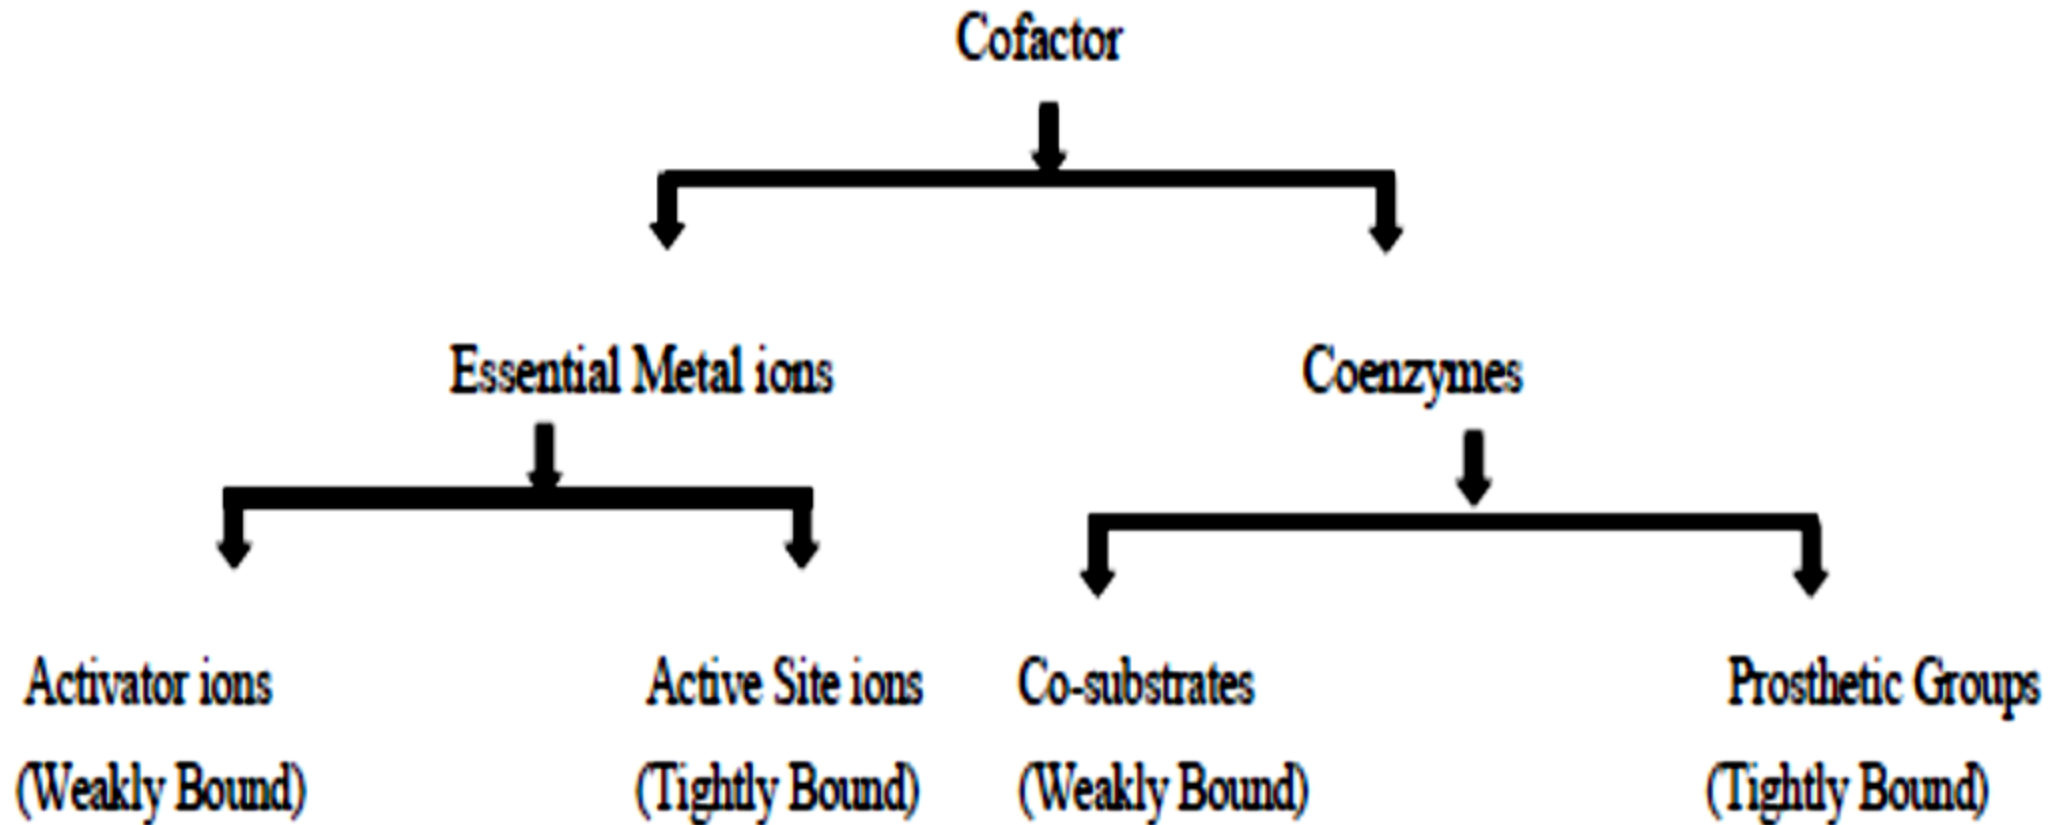 Cofactor
Essential Metal ions
Coenzymes
Activator ions
(Weakly Bound)
Active Site ions
(Tightly Bound)
Co-substrates
(Weakly Bound)
Prosthetic Groups
(Tightly Bound)